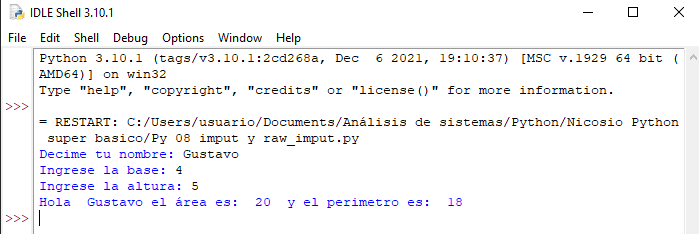 IDLE Shell 3.10.1
File Edit Shell Debug Options Window Help
Python 3.10.1 (tags/v3.10.1:2cd268a, Dec  6 2021, 19:10:37) [MSC v.1929 64 bit (
AMD64)] on win32
Type "help", "copyright", "credits" or "license()" for more information.
>>>
= RESTART: C:/Users/usuario/Documents/Análisis de sistemas/Python/Nicosio Python
 super basico/Py 08 imput y raw_imput.py
Decime tu nombre: Gustavo
Ingrese la base: 4
Ingrese la altura: 5
Hola  Gustavo el área es:  20  y el perimetro es:  18
>>>